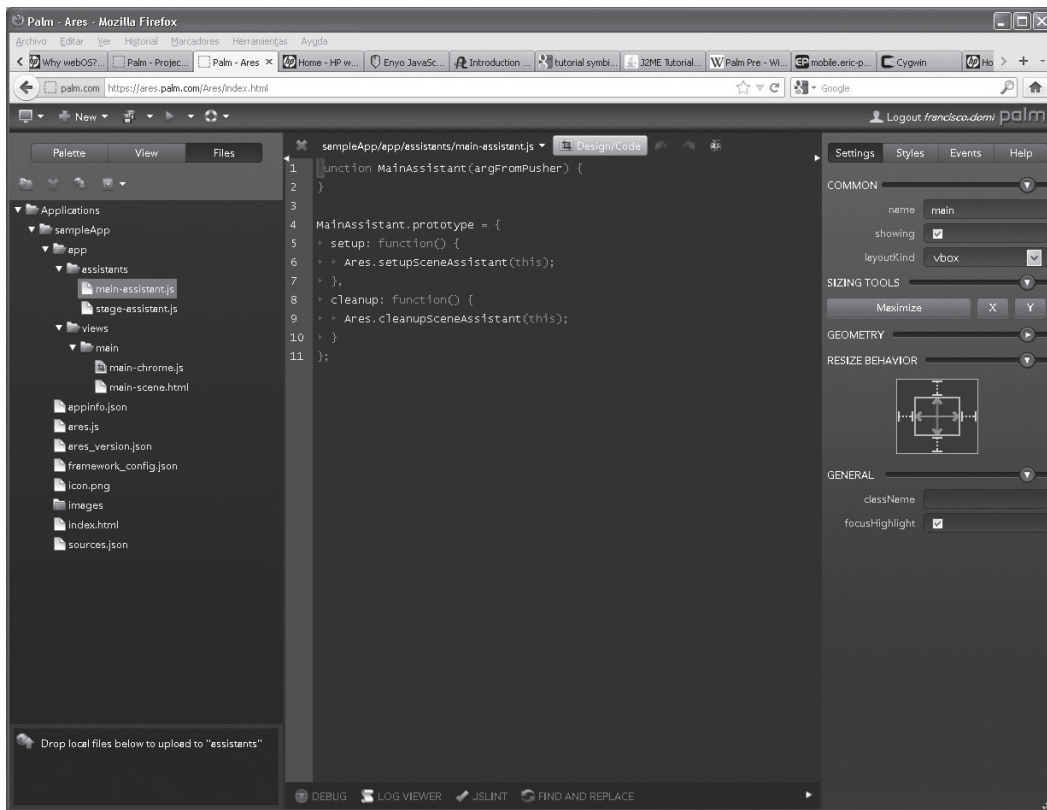 Palm - Ares - Mozilla Firefox
Archivo Editar Ver Historial Marcadores Herramientas Ayuda
Why webOS?... Palm - Projec... Palm - Ares Home - HP w... Enyo JavaSc... Introduction ... tutorial symbi... J2ME Tutorial... Palm Pre - Wi... mobile.eric-p... Cygwin Ho
palm.com https://ares.palm.com/Ares/index.html Google
New Logout francisco.domi palm
Palette View Files
sampleApp/app/assistants/main-assistant.js Design/Code
Settings Styles Events Help
Applications
sampleApp
app
assistants
main-assistant.js
stage-assistant.js
views
main
main-chrome.js
main-scene.html
appinfo.json
ares.js
ares_version.json
framework_config.json
icon.png
images
index.html
sources.json
Drop local files below to upload to "assistants"
1 function MainAssistant(argFromPusher) {
2 }
3
4 MainAssistant.prototype = {
5 setup: function() {
6 Ares.setupSceneAssistant(this);
7 },
8 cleanup: function() {
9 Ares.cleanupSceneAssistant(this);
10 }
11 };
DEBUG LOG VIEWER JSLINT FIND AND REPLACE
COMMON
name main
showing
layoutKind vbox
SIZING TOOLS
Maximize X Y
GEOMETRY
RESIZE BEHAVIOR
GENERAL
className
focusHighlight